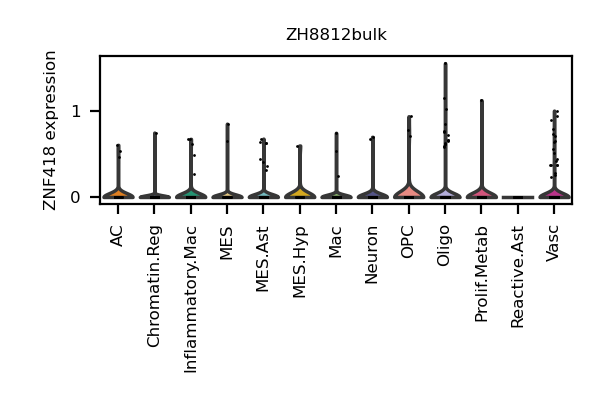 ZH8812bulk
ZNF418 expression
1
0
AC
Chromatin.Reg
Inflammatory.Mac
MES
MES.Ast
MES.Hyp
Mac
Neuron
OPC
Oligo
Prolif.Metab
Reactive.Ast
Vasc